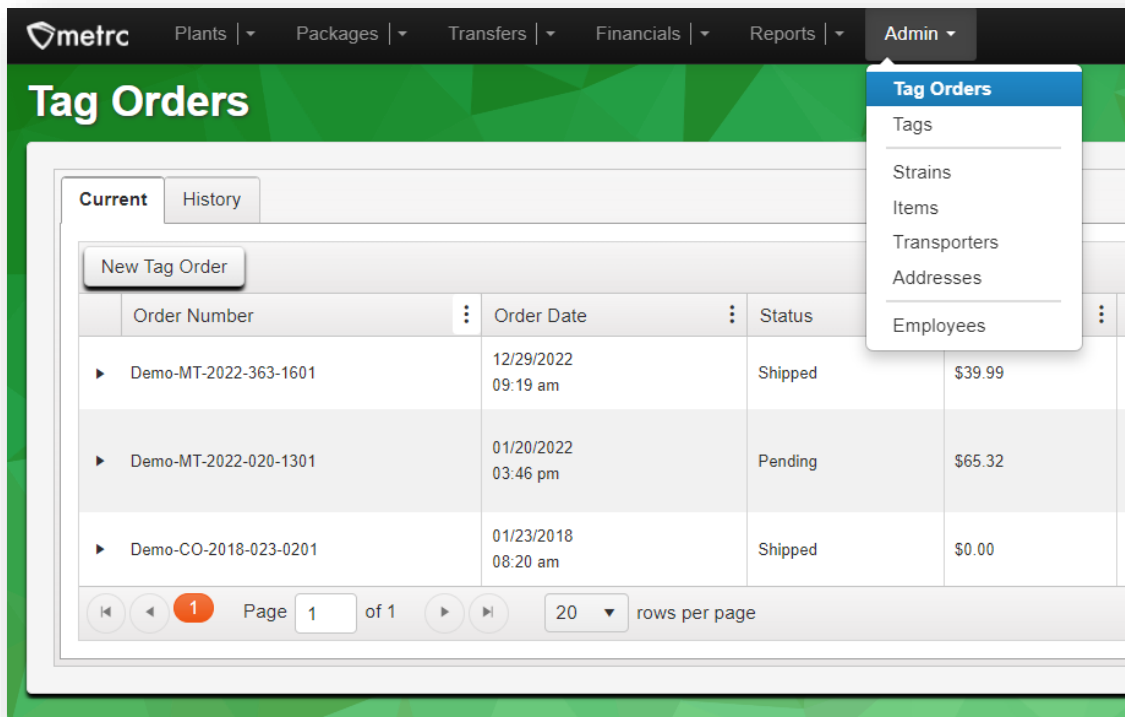 metrc Plants Packages Transfers Financials Reports Admin
Tag Orders
Tag Orders
Tags
Strains
Items
Transporters
Addresses
Employees
Current History
New Tag Order
Order Number Order Date Status
Demo-MT-2022-363-1601 12/29/2022 09:19 am Shipped $39.99
Demo-MT-2022-020-1301 01/20/2022 03:46 pm Pending $65.32
Demo-CO-2018-023-0201 01/23/2018 08:20 am Shipped $0.00
1 Page 1 of 1 20 rows per page